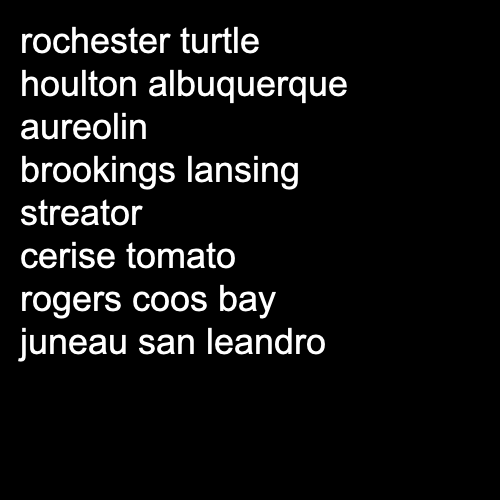 rochester turtle
houlton albuquerque
aureolin
brookings lansing
streator
cerise tomato
rogers coos bay
juneau san leandro